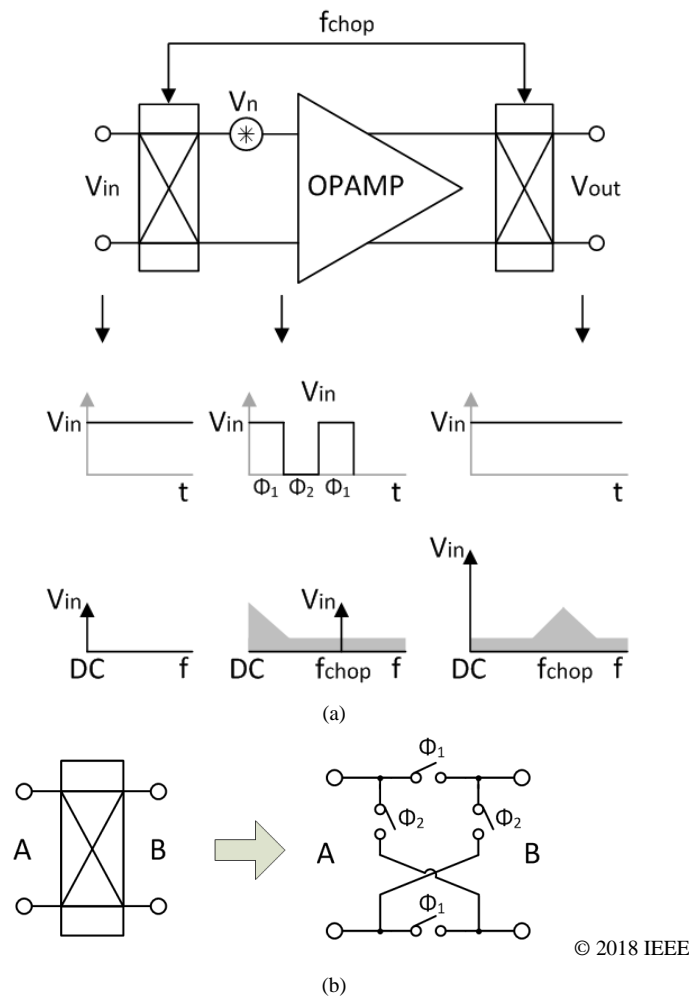 fchop
Vn
Vin
OPAMP
Vout
Vin
Vin
Vin
Vin
t
Φ1
Φ2
Φ1
t
t
Vin
Vin
Vin
DC
f
DC
fchop
f
DC
fchop
f
(a)
Φ1
Φ2
Φ2
A
B
A
B
Φ1
© 2018 IEEE
(b)